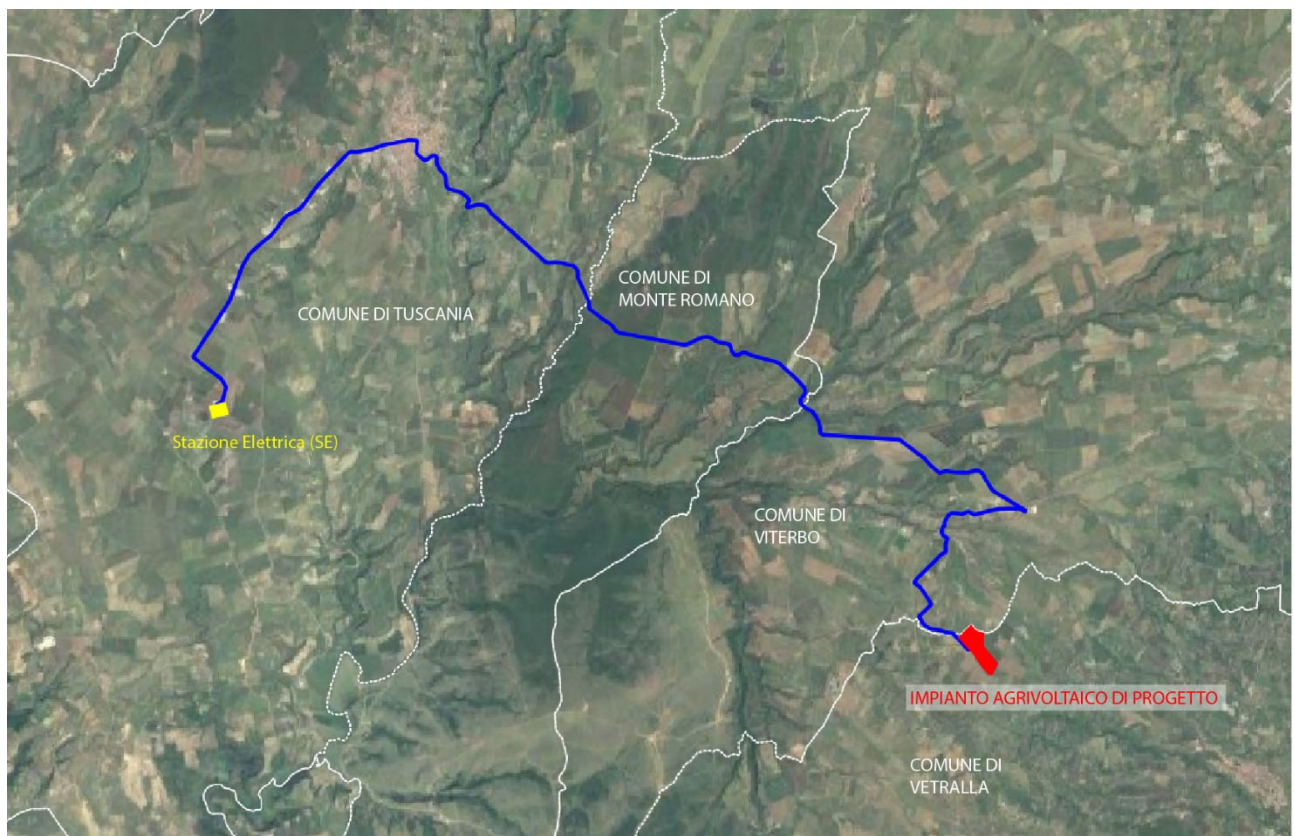 COMUNE DI
MONTE ROMANO
COMUNE DI TUSCANIA
Stazione Elettrica (SE)
COMUNE DI
VITERBO
IMPIANTO AGRIVOLTAICO DI PROGETTO
COMUNE DI
VETRALLA